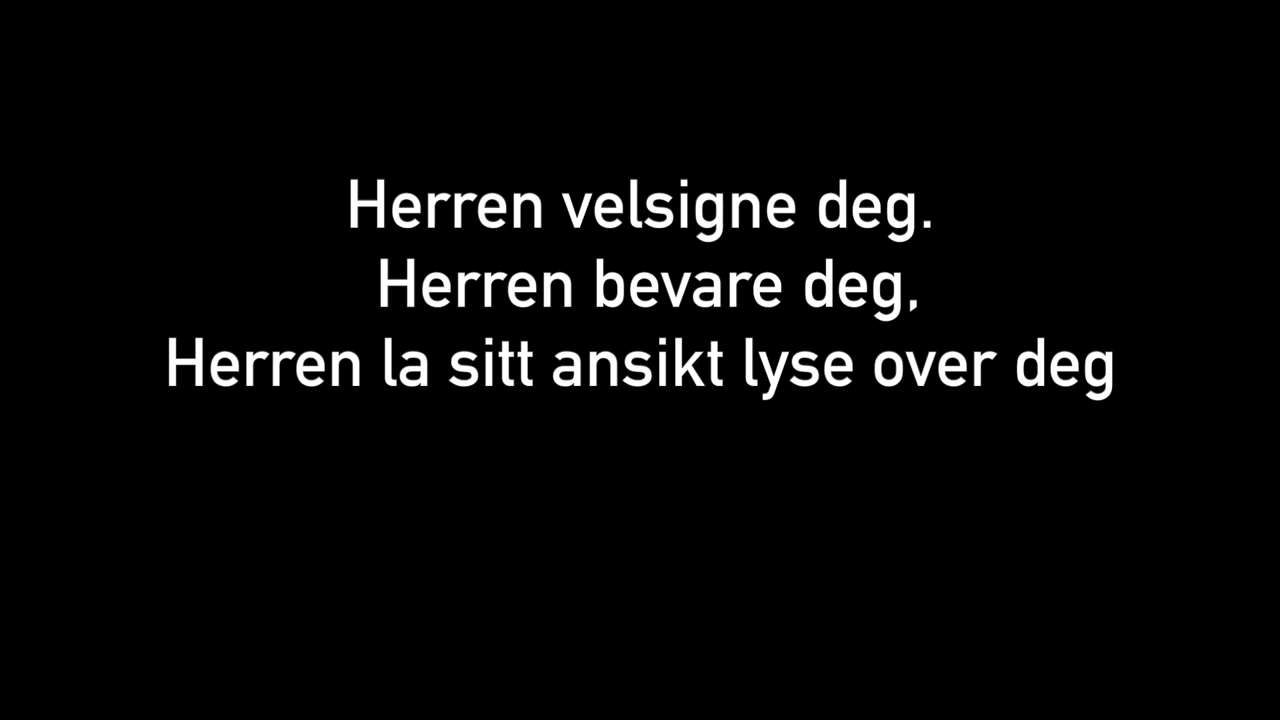 Herren velsigne deg.
Herren bevare deg,
Herren la sitt ansikt lyse over deg